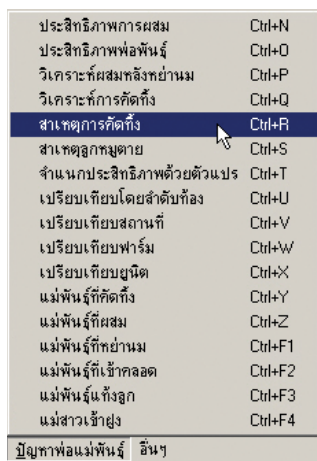 ประสิทธิภาพการผสม Ctrl+N
ประสิทธิภาพพ่อพันธุ์ Ctrl+O
วิเคราะห์ผสมหลังหย่านม Ctrl+P
วิเคราะห์การคัดทิ้ง Ctrl+Q
สาเหตุการคัดทิ้ง Ctrl+R
สาเหตุลูกหมูตาย Ctrl+S
จำแนกประสิทธิภาพด้วยตัวแปร Ctrl+T
เปรียบเทียบโดยลำดับท้อง Ctrl+U
เปรียบเทียบสถานที่ Ctrl+V
เปรียบเทียบฟาร์ม Ctrl+W
เปรียบเทียบยูนิต Ctrl+X
แม่พันธุ์ที่คัดทิ้ง Ctrl+Y
แม่พันธุ์ที่ผสม Ctrl+Z
แม่พันธุ์ที่หย่านม Ctrl+F1
แม่พันธุ์ที่เข้าคลอด Ctrl+F2
แม่พันธุ์แท้งลูก Ctrl+F3
แม่สาวเข้าฝูง Ctrl+F4
ปัญหาพ่อแม่พันธุ์ อื่นๆ